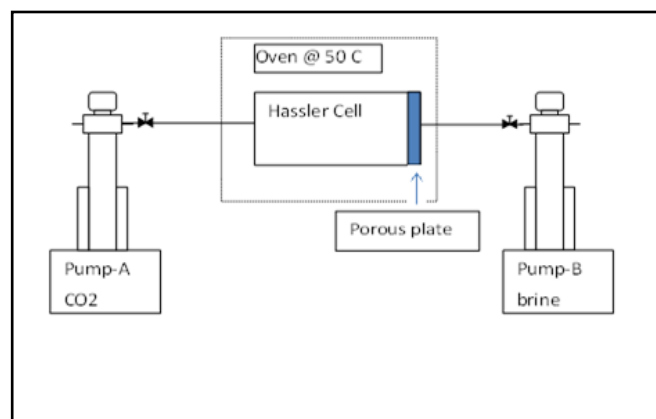 Oven @ 50 C
Hassler Cell
Porous plate
Pump-A
CO2
Pump-B
brine